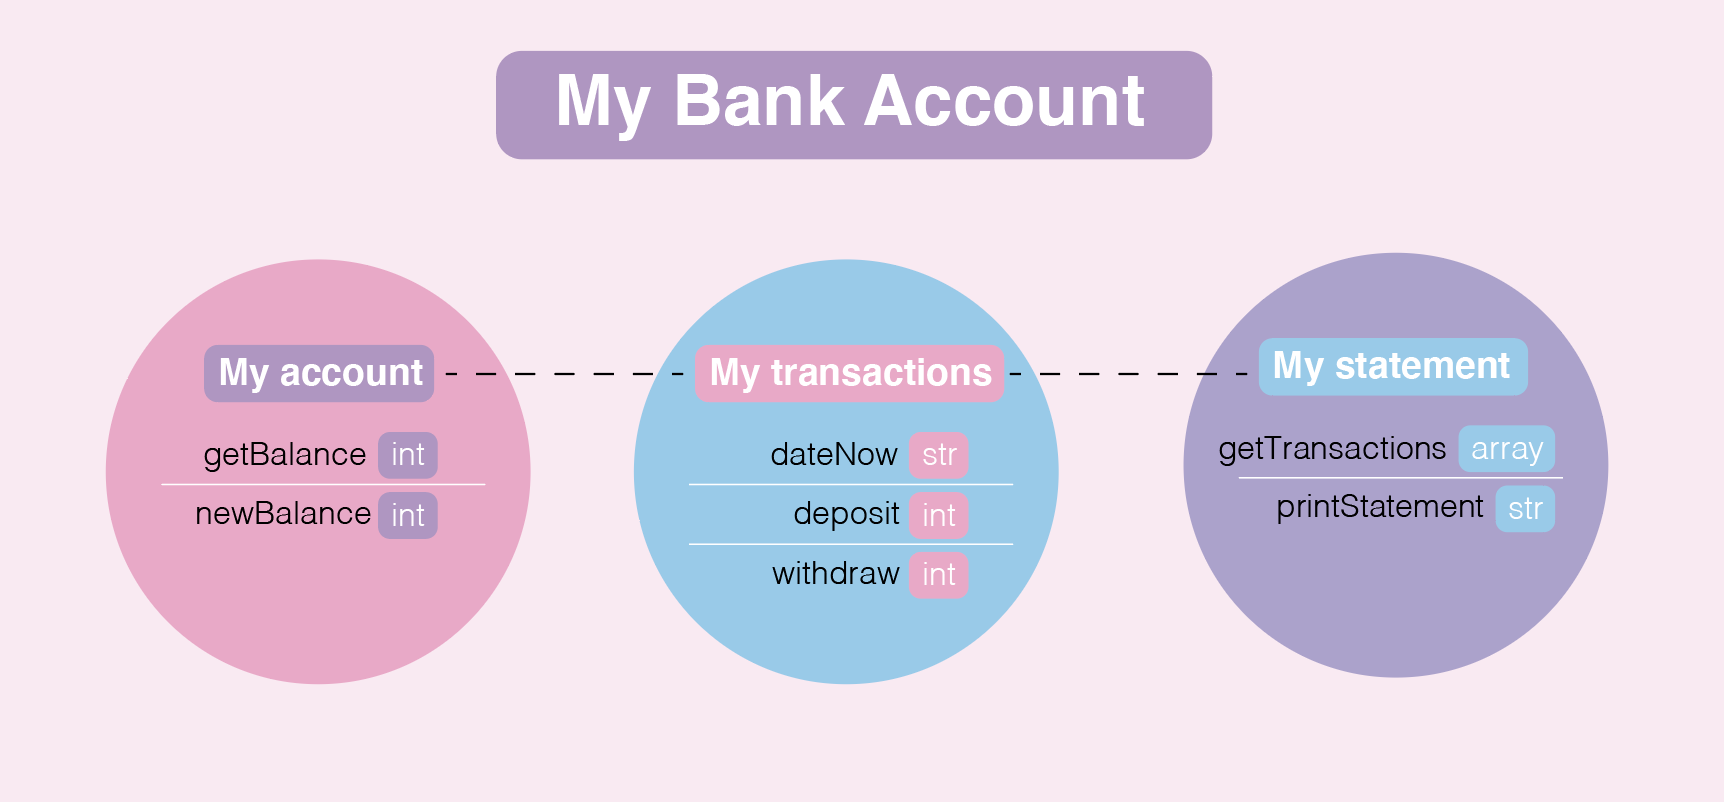 My Bank Account
My account
getBalance int
newBalance int
My transactions
dateNow str
deposit int
withdraw int
My statement
getTransactions array
printStatement str